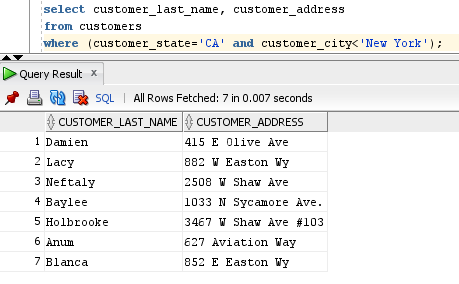 select customer_last_name, customer_address
from customers
where (customer_state='CA' and customer_city<'New York');
Query Result x
SQL | All Rows Fetched: 7 in 0.007 seconds
CUSTOMER_LAST_NAME CUSTOMER_ADDRESS
1 Damien 415 E Olive Ave
2 Lacy 882 W Easton Wy
3 Neftaly 2508 W Shaw Ave
4 Baylee 1033 N Sycamore Ave.
5 Holbrooke 3467 W Shaw Ave #103
6 Anum 627 Aviation Way
7 Blanca 852 E Easton Wy